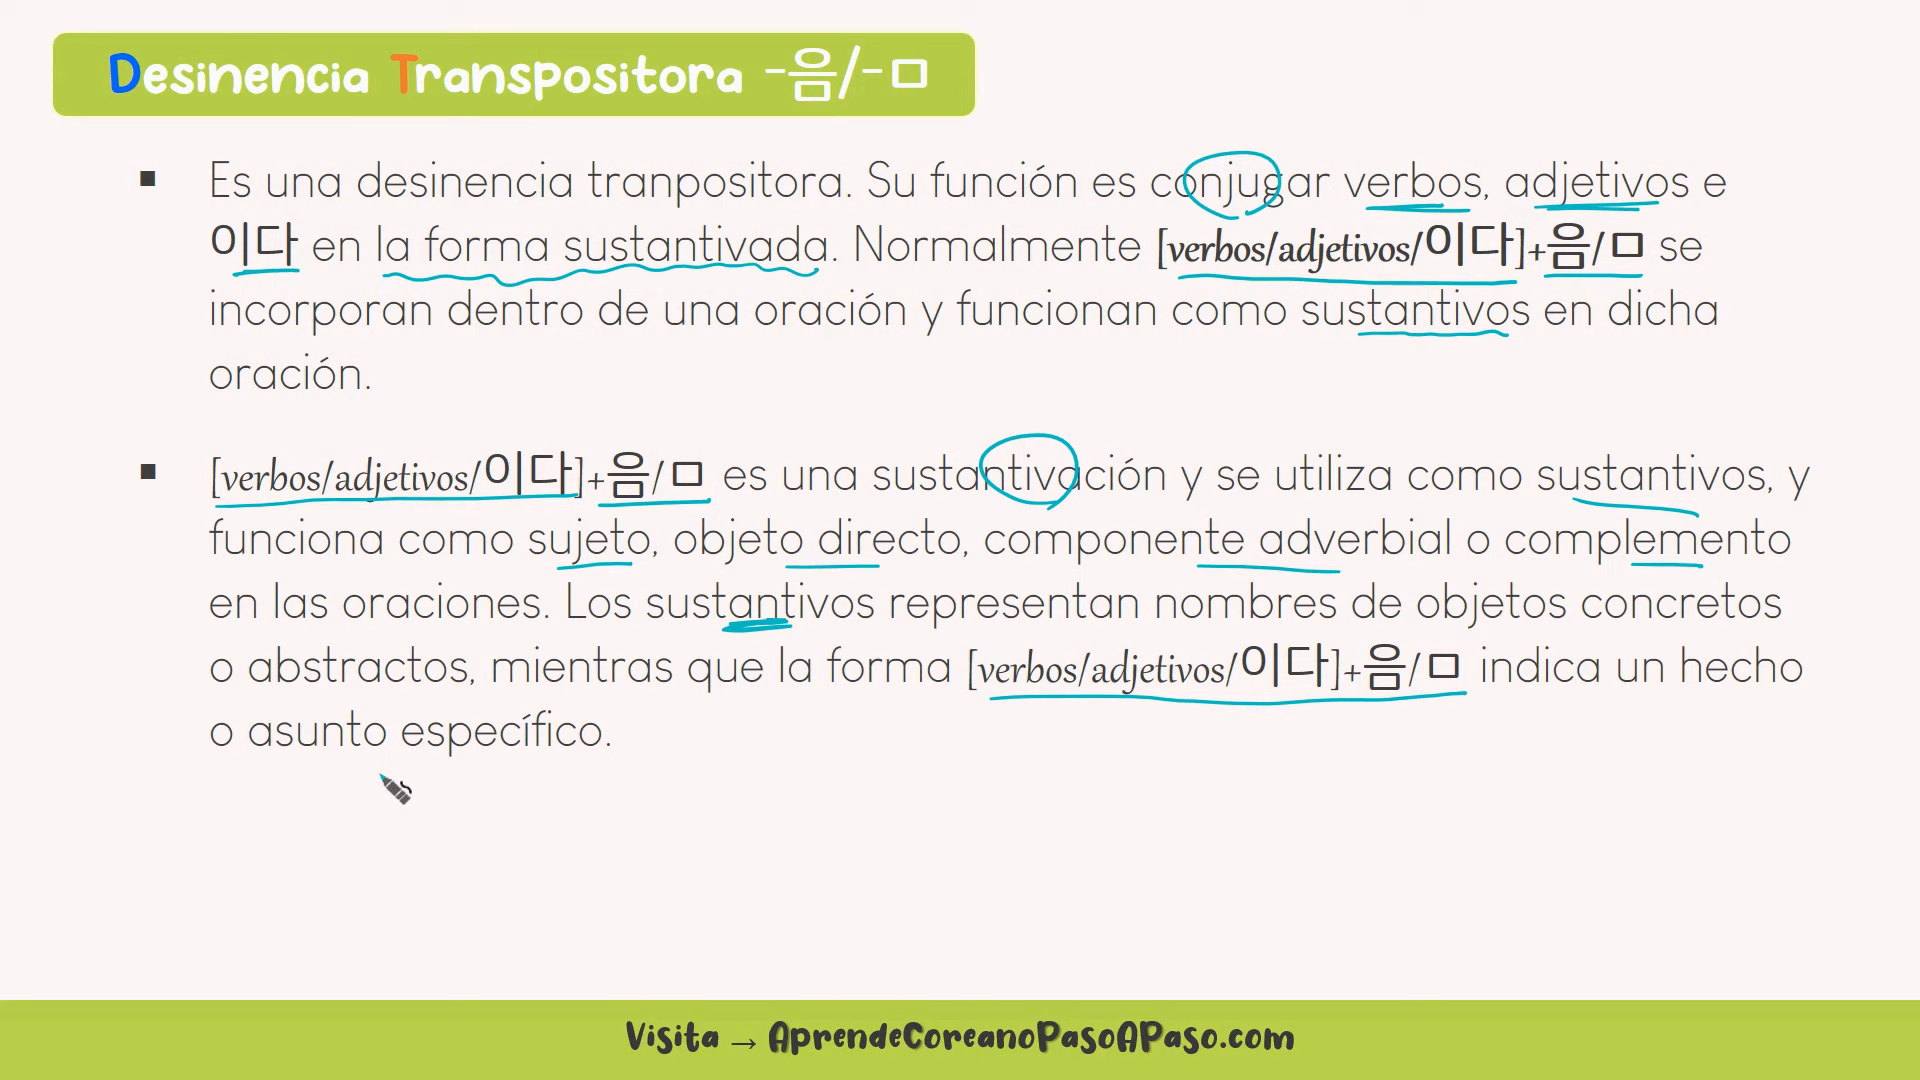 Desinencia Transpositora -음/-ㅁ
▪ Es una desinencia tranpositora. Su función es conjugar verbos, adjetivos e
이다 en la forma sustantivada. Normalmente [verbos/adjetivos/이다]+음/ㅁ se
incorporan dentro de una oración y funcionan como sustantivos en dicha
oración.
▪ [verbos/adjetivos/이다]+음/ㅁ es una sustantivación y se utiliza como sustantivos, y
funciona como sujeto, objeto directo, componente adverbial o complemento
en las oraciones. Los sustantivos representan nombres de objetos concretos
o abstractos, mientras que la forma [verbos/adjetivos/이다]+음/ㅁ indica un hecho
o asunto específico.
Visita → AprendeCoreanoPasoAPaso.com